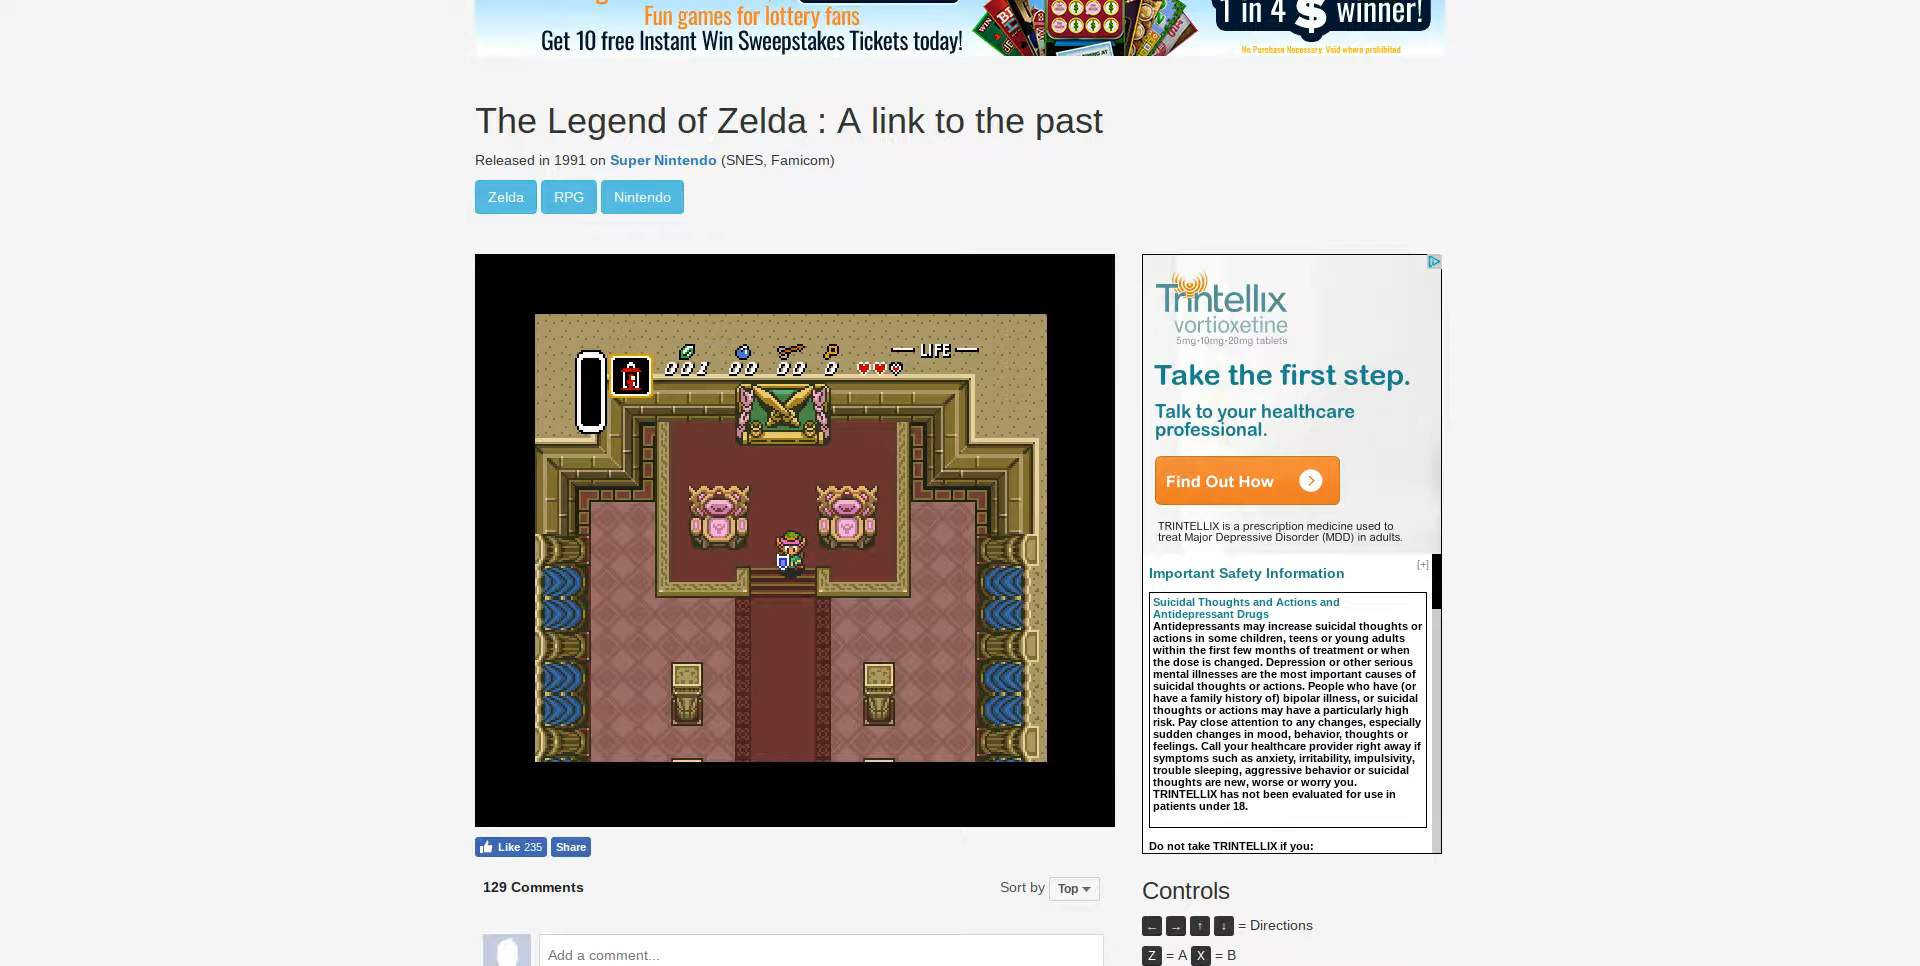 Fun games for lottery fans
Get 10 free Instant Win Sweepstakes Tickets today!
1 in 4 $ winner!
No Purchase Necessary. Void where prohibited
The Legend of Zelda : A link to the past
Released in 1991 on Super Nintendo (SNES, Famicom)
Zelda RPG Nintendo
LIFE
001 00 00 0
Like 235 Share
129 Comments
Sort by Top
Add a comment...
Trintellix
vortioxetine
5mg•10mg•20mg tablets
Take the first step.
Talk to your healthcare
professional.
Find Out How
TRINTELLIX is a prescription medicine used to
treat Major Depressive Disorder (MDD) in adults.
[+]
Important Safety Information
Suicidal Thoughts and Actions and
Antidepressant Drugs
Antidepressants may increase suicidal thoughts or
actions in some children, teens or young adults
within the first few months of treatment or when
the dose is changed. Depression or other serious
mental illnesses are the most important causes of
suicidal thoughts or actions. People who have (or
have a family history of) bipolar illness, or suicidal
thoughts or actions may have a particularly high
risk. Pay close attention to any changes, especially
sudden changes in mood, behavior, thoughts or
feelings. Call your healthcare provider right away if
symptoms such as anxiety, irritability, impulsivity,
trouble sleeping, aggressive behavior or suicidal
thoughts are new, worse or worry you.
TRINTELLIX has not been evaluated for use in
patients under 18.
Do not take TRINTELLIX if you:
Controls
← → ↑ ↓ = Directions
Z = A X = B